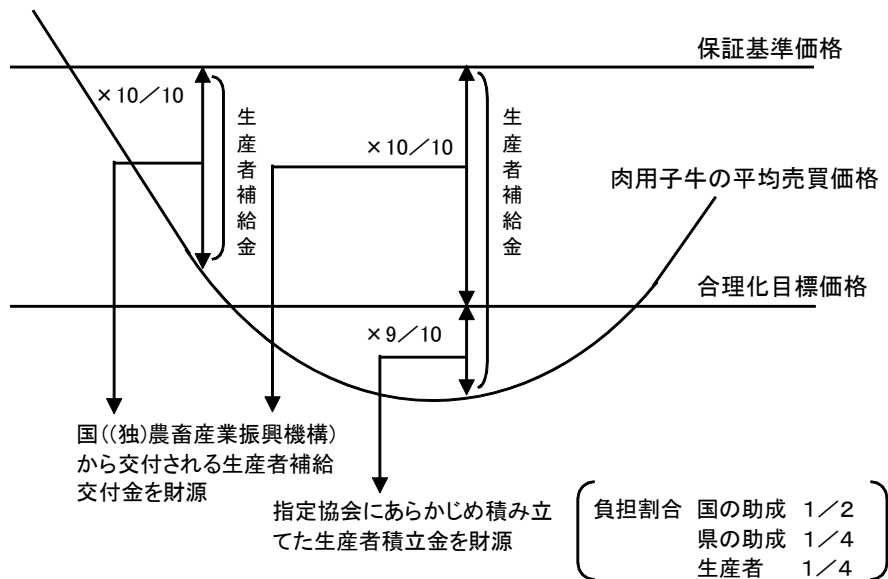 保証基準価格
×10／10
生産者補給金
×10／10
生産者補給金
肉用子牛の平均売買価格
合理化目標価格
×9／10
国((独)農畜産業振興機構)
から交付される生産者補給
交付金を財源
指定協会にあらかじめ積み立
てた生産者積立金を財源
負担割合 国の助成 1／2
県の助成 1／4
生産者 1／4